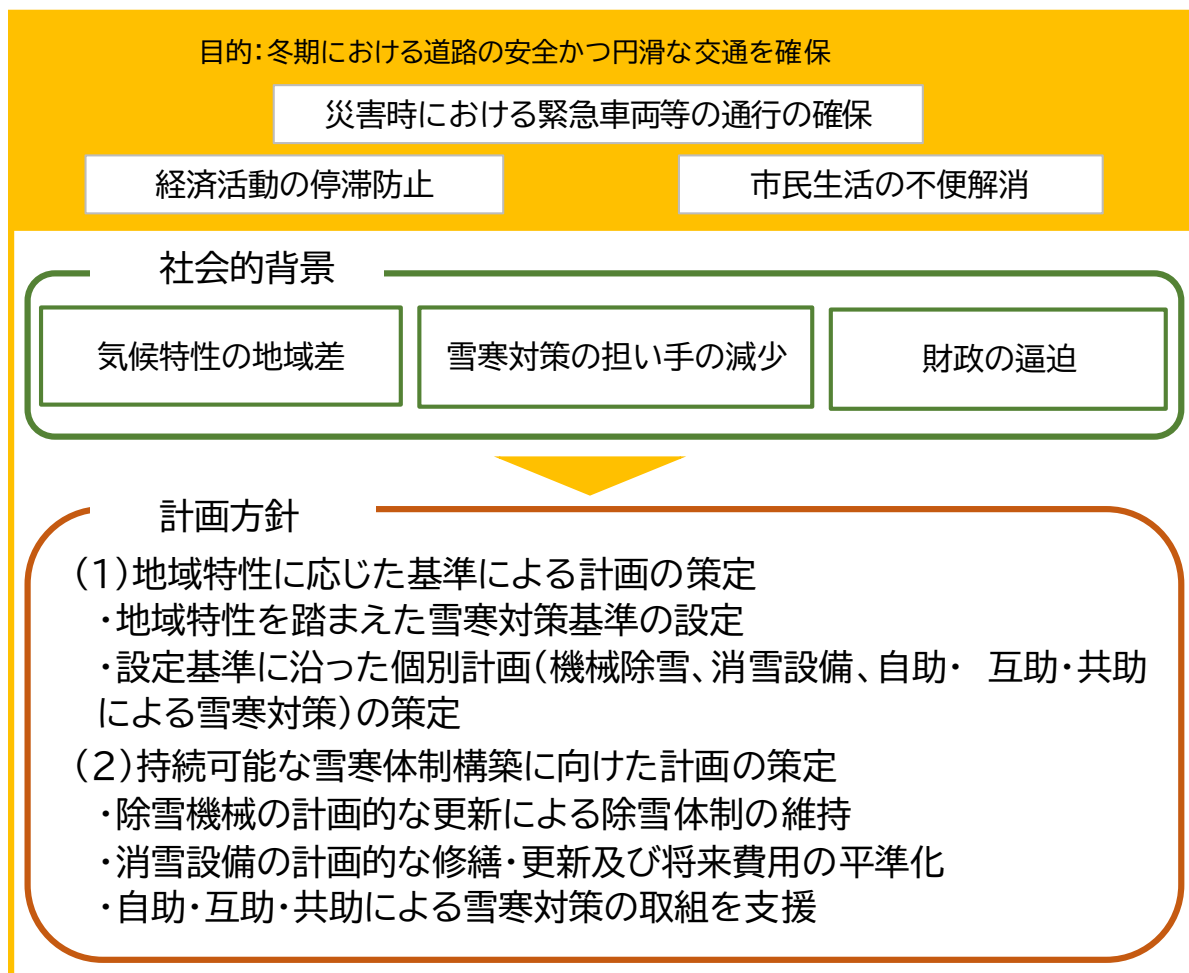 目的：冬期における道路の安全かつ円滑な交通を確保
災害時における緊急車両等の通行の確保
経済活動の停滞防止
市民生活の不便解消
社会的背景
気候特性の地域差
雪寒対策の担い手の減少
財政の逼迫
計画方針
（1）地域特性に応じた基準による計画の策定
・地域特性を踏まえた雪寒対策基準の設定
・設定基準に沿った個別計画（機械除雪、消雪設備、自助・ 互助・共助
による雪寒対策）の策定
（2）持続可能な雪寒体制構築に向けた計画の策定
・除雪機械の計画的な更新による除雪体制の維持
・消雪設備の計画的な修繕・更新及び将来費用の平準化
・自助・互助・共助による雪寒対策の取組を支援